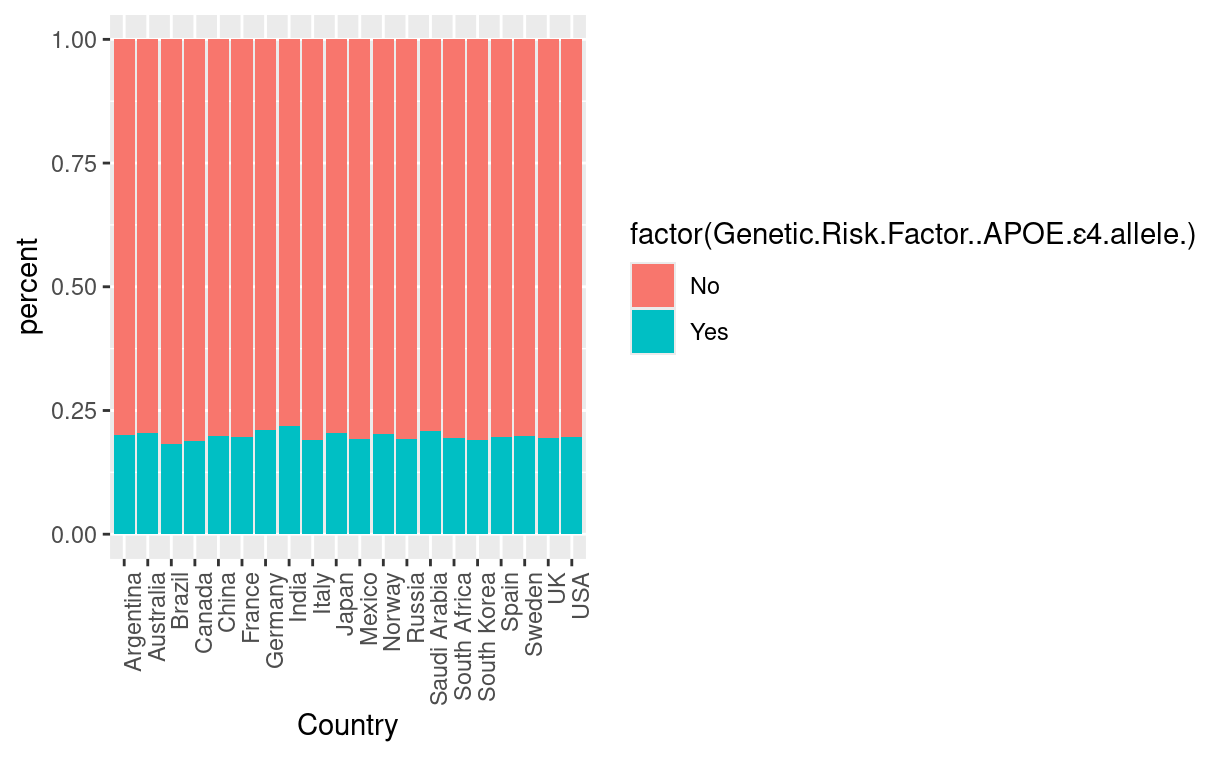 1.00
0.75
0.50
0.25
0.00
percent
Argentina
Australia
Brazil
Canada
China
France
Germany
India
Italy
Japan
Mexico
Norway
Russia
Saudi Arabia
South Africa
South Korea
Spain
Sweden
UK
USA
Country
factor(Genetic.Risk.Factor..APOE.ε4.allele.)
No
Yes